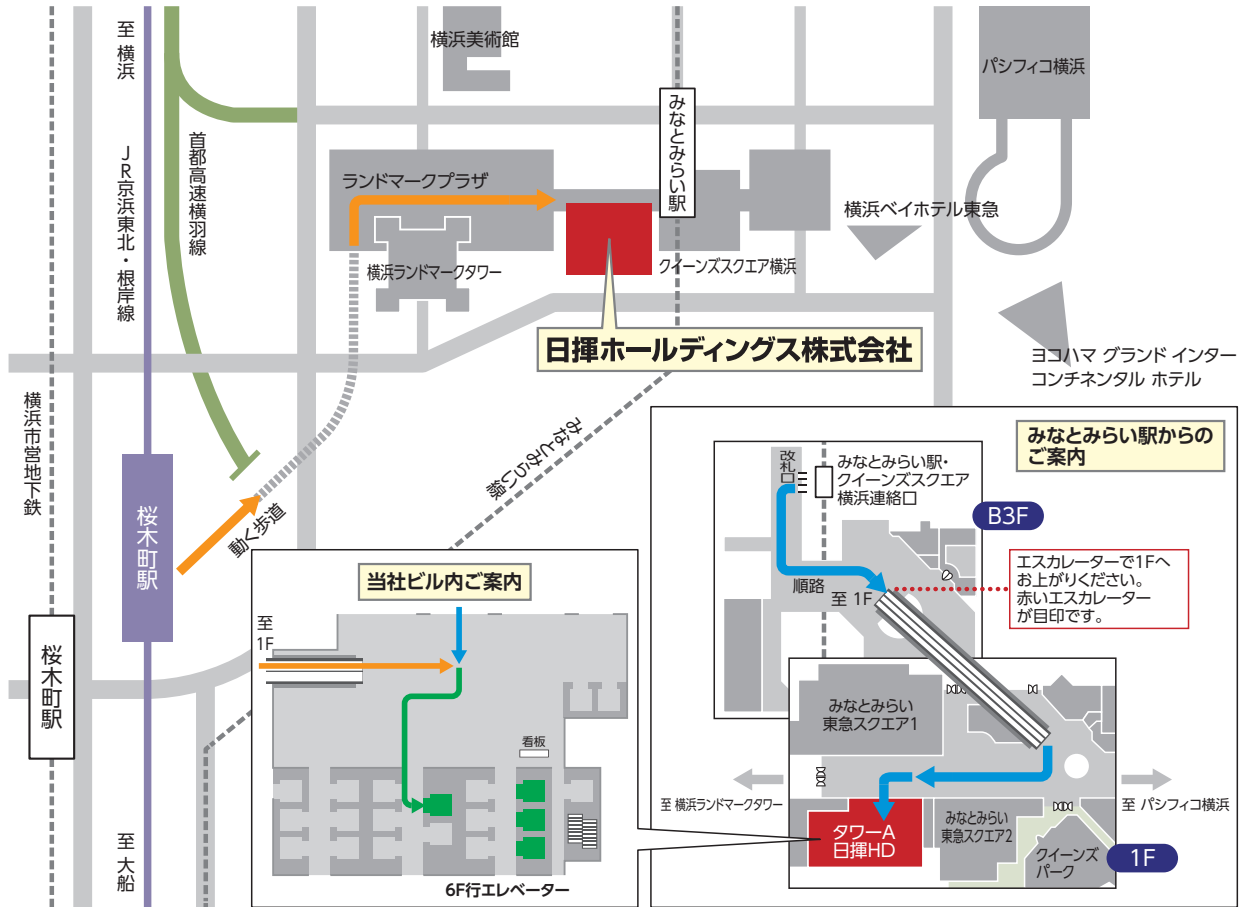 至 横浜
横浜美術館
パシフィコ横浜
みなとみらい駅
JR京浜東北・根岸線
首都高速横羽線
ランドマークプラザ
横浜ベイホテル東急
横浜ランドマークタワー
クイーンズスクエア横浜
日揮ホールディングス株式会社
ヨコハマ グランド インター
コンチネンタル ホテル
横浜市営地下鉄
みなとみらい線
桜木町駅
動く歩道
桜木町駅
至 大船
当社ビル内ご案内
至
1F
看板
6F行エレベーター
みなとみらい駅からの
ご案内
改札口
みなとみらい駅・
クイーンズスクエア
横浜連絡口
B3F
順路
至 1F
エスカレーターで1Fへ
お上がりください。
赤いエスカレーター
が目印です。
みなとみらい
東急スクエア1
至 横浜ランドマークタワー
至 パシフィコ横浜
タワーA
日揮HD
みなとみらい
東急スクエア2
クイーンズ
パーク
1F